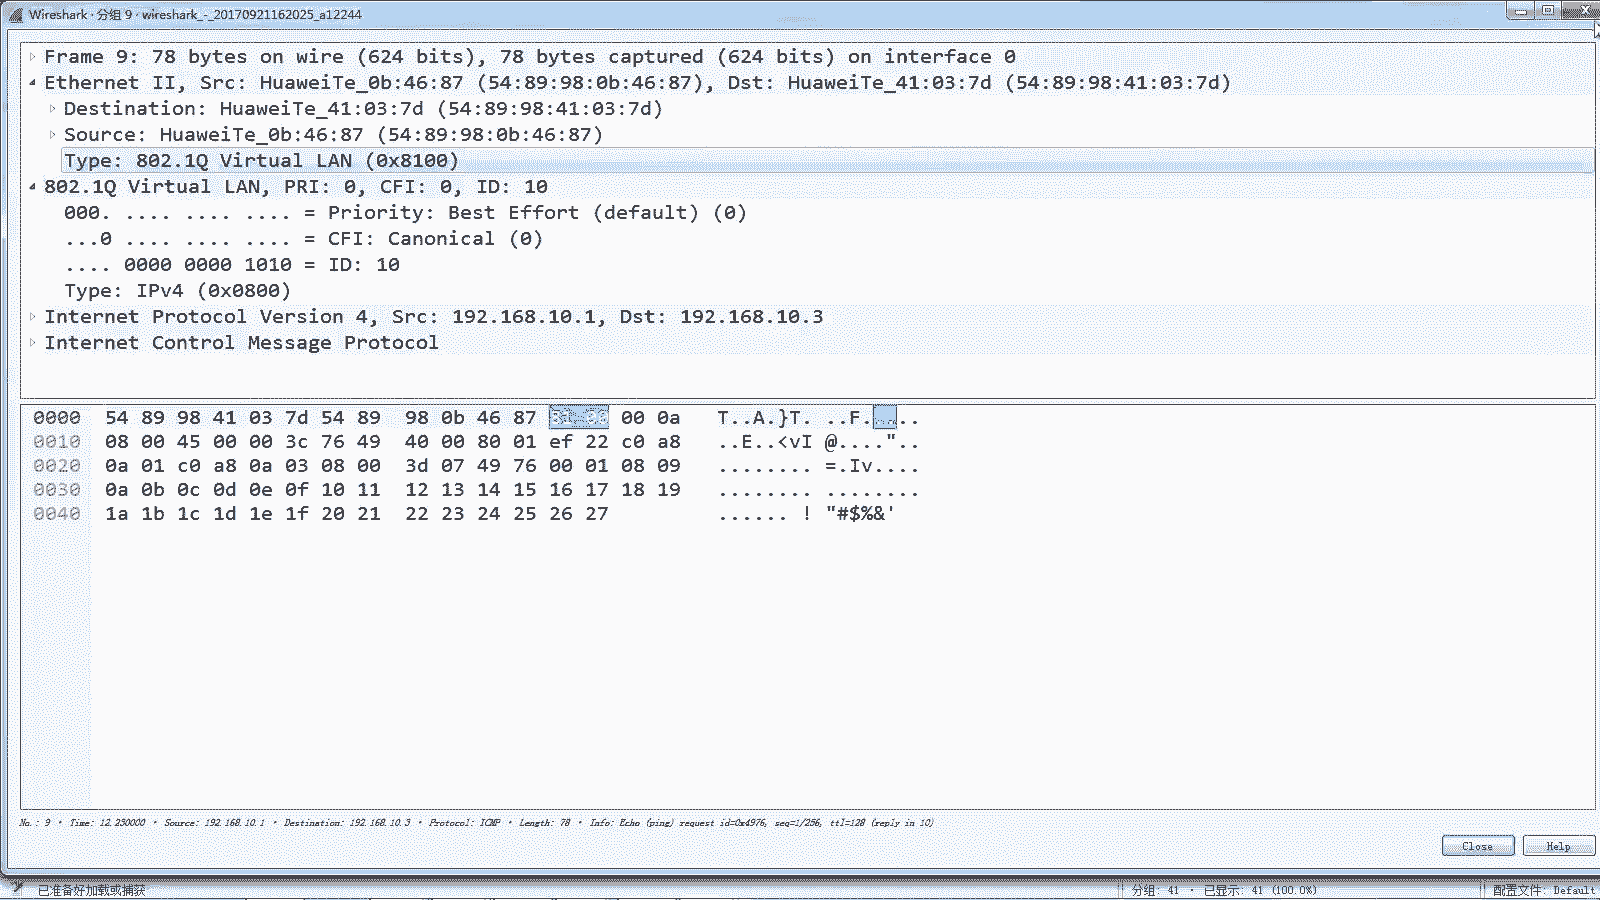 Wireshark · 分组 9 · wireshark_-_20170921162025_a12244
Frame 9: 78 bytes on wire (624 bits), 78 bytes captured (624 bits) on interface 0
Ethernet II, Src: HuaweiTe_0b:46:87 (54:89:98:0b:46:87), Dst: HuaweiTe_41:03:7d (54:89:98:41:03:7d)
Destination: HuaweiTe_41:03:7d (54:89:98:41:03:7d)
Source: HuaweiTe_0b:46:87 (54:89:98:0b:46:87)
Type: 802.1Q Virtual LAN (0x8100)
802.1Q Virtual LAN, PRI: 0, CFI: 0, ID: 10
000. .... .... .... = Priority: Best Effort (default) (0)
...0 .... .... .... = CFI: Canonical (0)
.... 0000 0000 1010 = ID: 10
Type: IPv4 (0x0800)
Internet Protocol Version 4, Src: 192.168.10.1, Dst: 192.168.10.3
Internet Control Message Protocol
0000 54 89 98 41 03 7d 54 89 98 0b 46 87 81 00 00 0a T..A.}T. ..F.....
0010 08 00 45 00 00 3c 76 49 40 00 80 01 ef 22 c0 a8 ..E..<vI @...."..
0020 0a 01 c0 a8 0a 03 08 00 3d 07 49 76 00 01 08 09 ........ =.Iv....
0030 0a 0b 0c 0d 0e 0f 10 11 12 13 14 15 16 17 18 19 ........ ........
0040 1a 1b 1c 1d 1e 1f 20 21 22 23 24 25 26 27 ...... ! "#$%&'
No.: 9 · Time: 12.230000 · Source: 192.168.10.1 · Destination: 192.168.10.3 · Protocol: ICMP · Length: 78 · Info: Echo (ping) request id=0x4976, seq=1/256, ttl=128 (reply in 10)
Close Help
已准备好加载或捕获 分组: 41 · 已显示: 41 (100.0%) 配置文件: Default